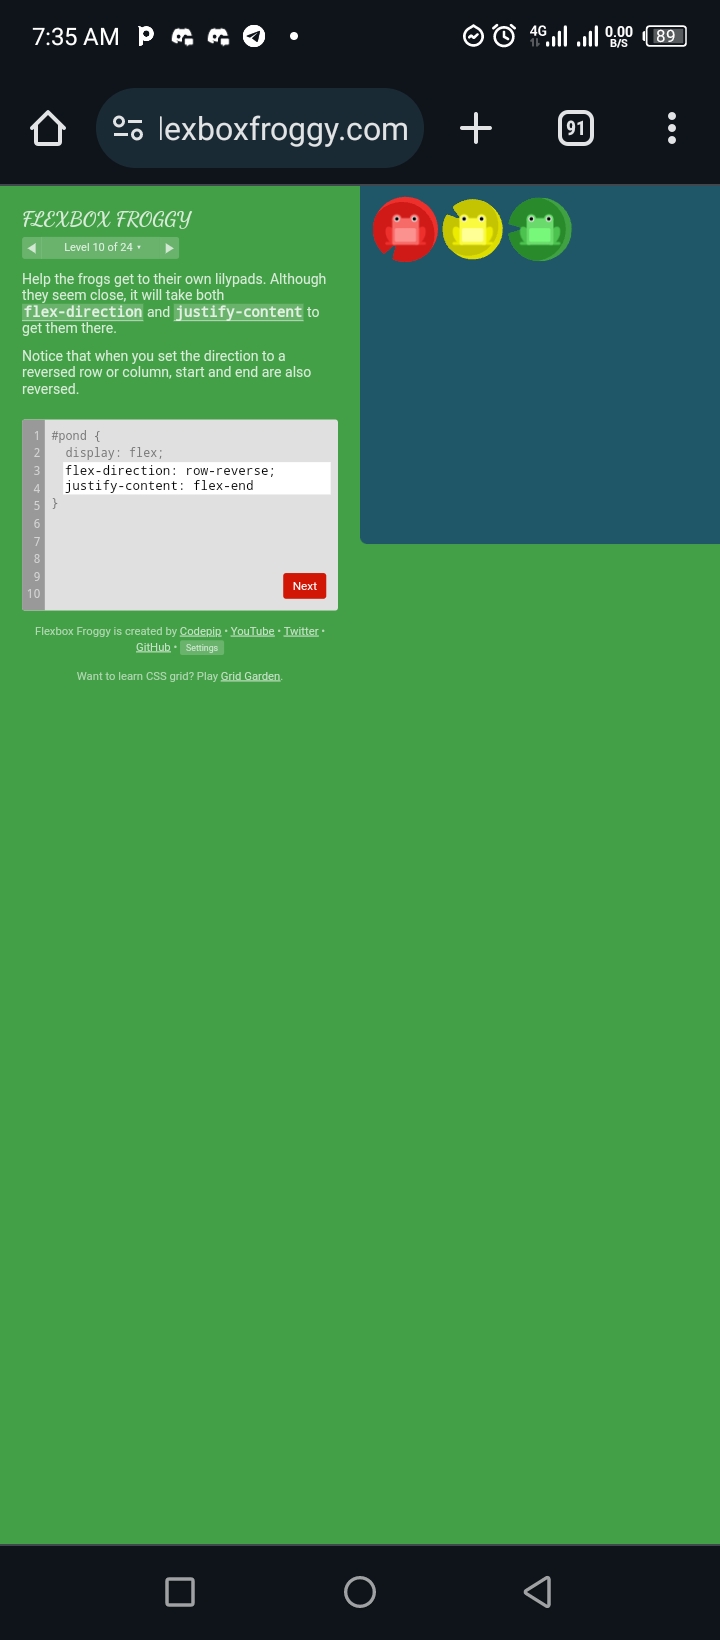 7:35 AM
4G
0.00
B/S
89
lexboxfroggy.com
91
FLEXBOX FROGGY
Level 10 of 24
Help the frogs get to their own lilypads. Although
they seem close, it will take both
flex-direction and justify-content to
get them there.
Notice that when you set the direction to a
reversed row or column, start and end are also
reversed.
1 #pond {
2 display: flex;
3 flex-direction: row-reverse;
4 justify-content: flex-end
5 }
6
7
8
9
10
Next
Flexbox Froggy is created by Codepip • YouTube • Twitter •
GitHub • Settings
Want to learn CSS grid? Play Grid Garden.